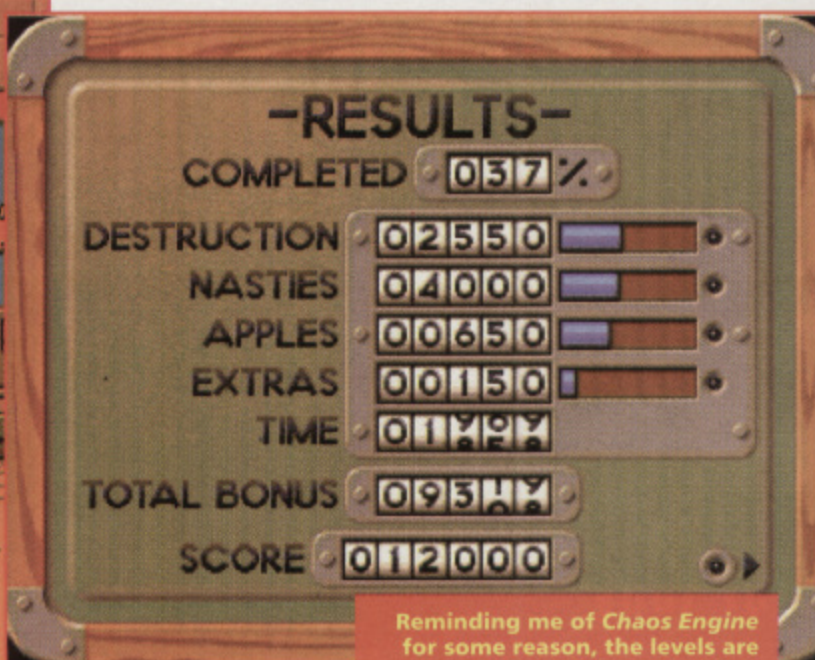 -RESULTS-
COMPLETED 037 %
DESTRUCTION 02550
NASTIES 04000
APPLES 00650
EXTRAS 00150
TIME 01
TOTAL BONUS 093
SCORE 012000
Reminding me of Chaos Engine
for some reason, the levels are